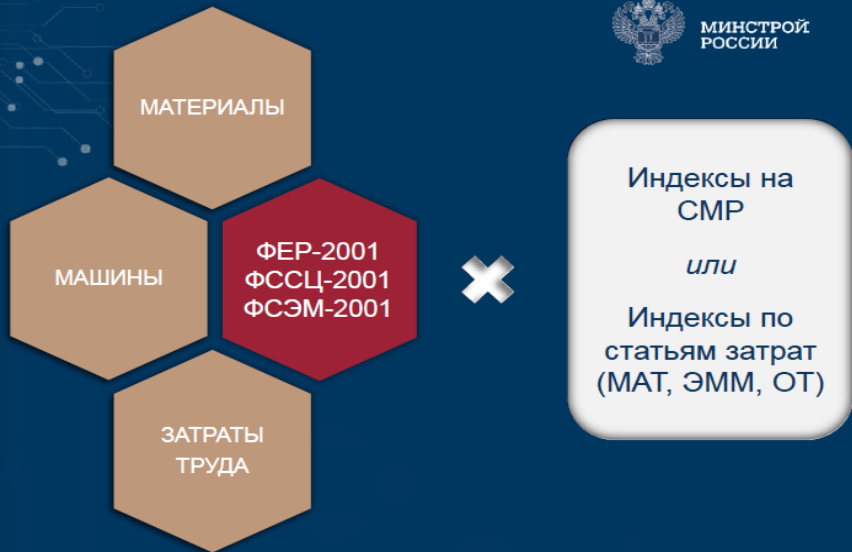 МИНСТРОЙ
РОССИИ
МАТЕРИАЛЫ
МАШИНЫ
ФЕР-2001
ФССЦ-2001
ФСЭМ-2001
ЗАТРАТЫ
ТРУДА
Индексы на
СМР
или
Индексы по
статьям затрат
(МАТ, ЭММ, ОТ)